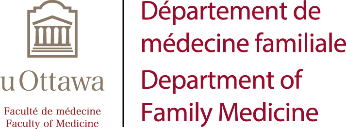 uOttawa
Faculté de médecine
Faculty of Medicine
Département de
médecine familiale
Department of
Family Medicine